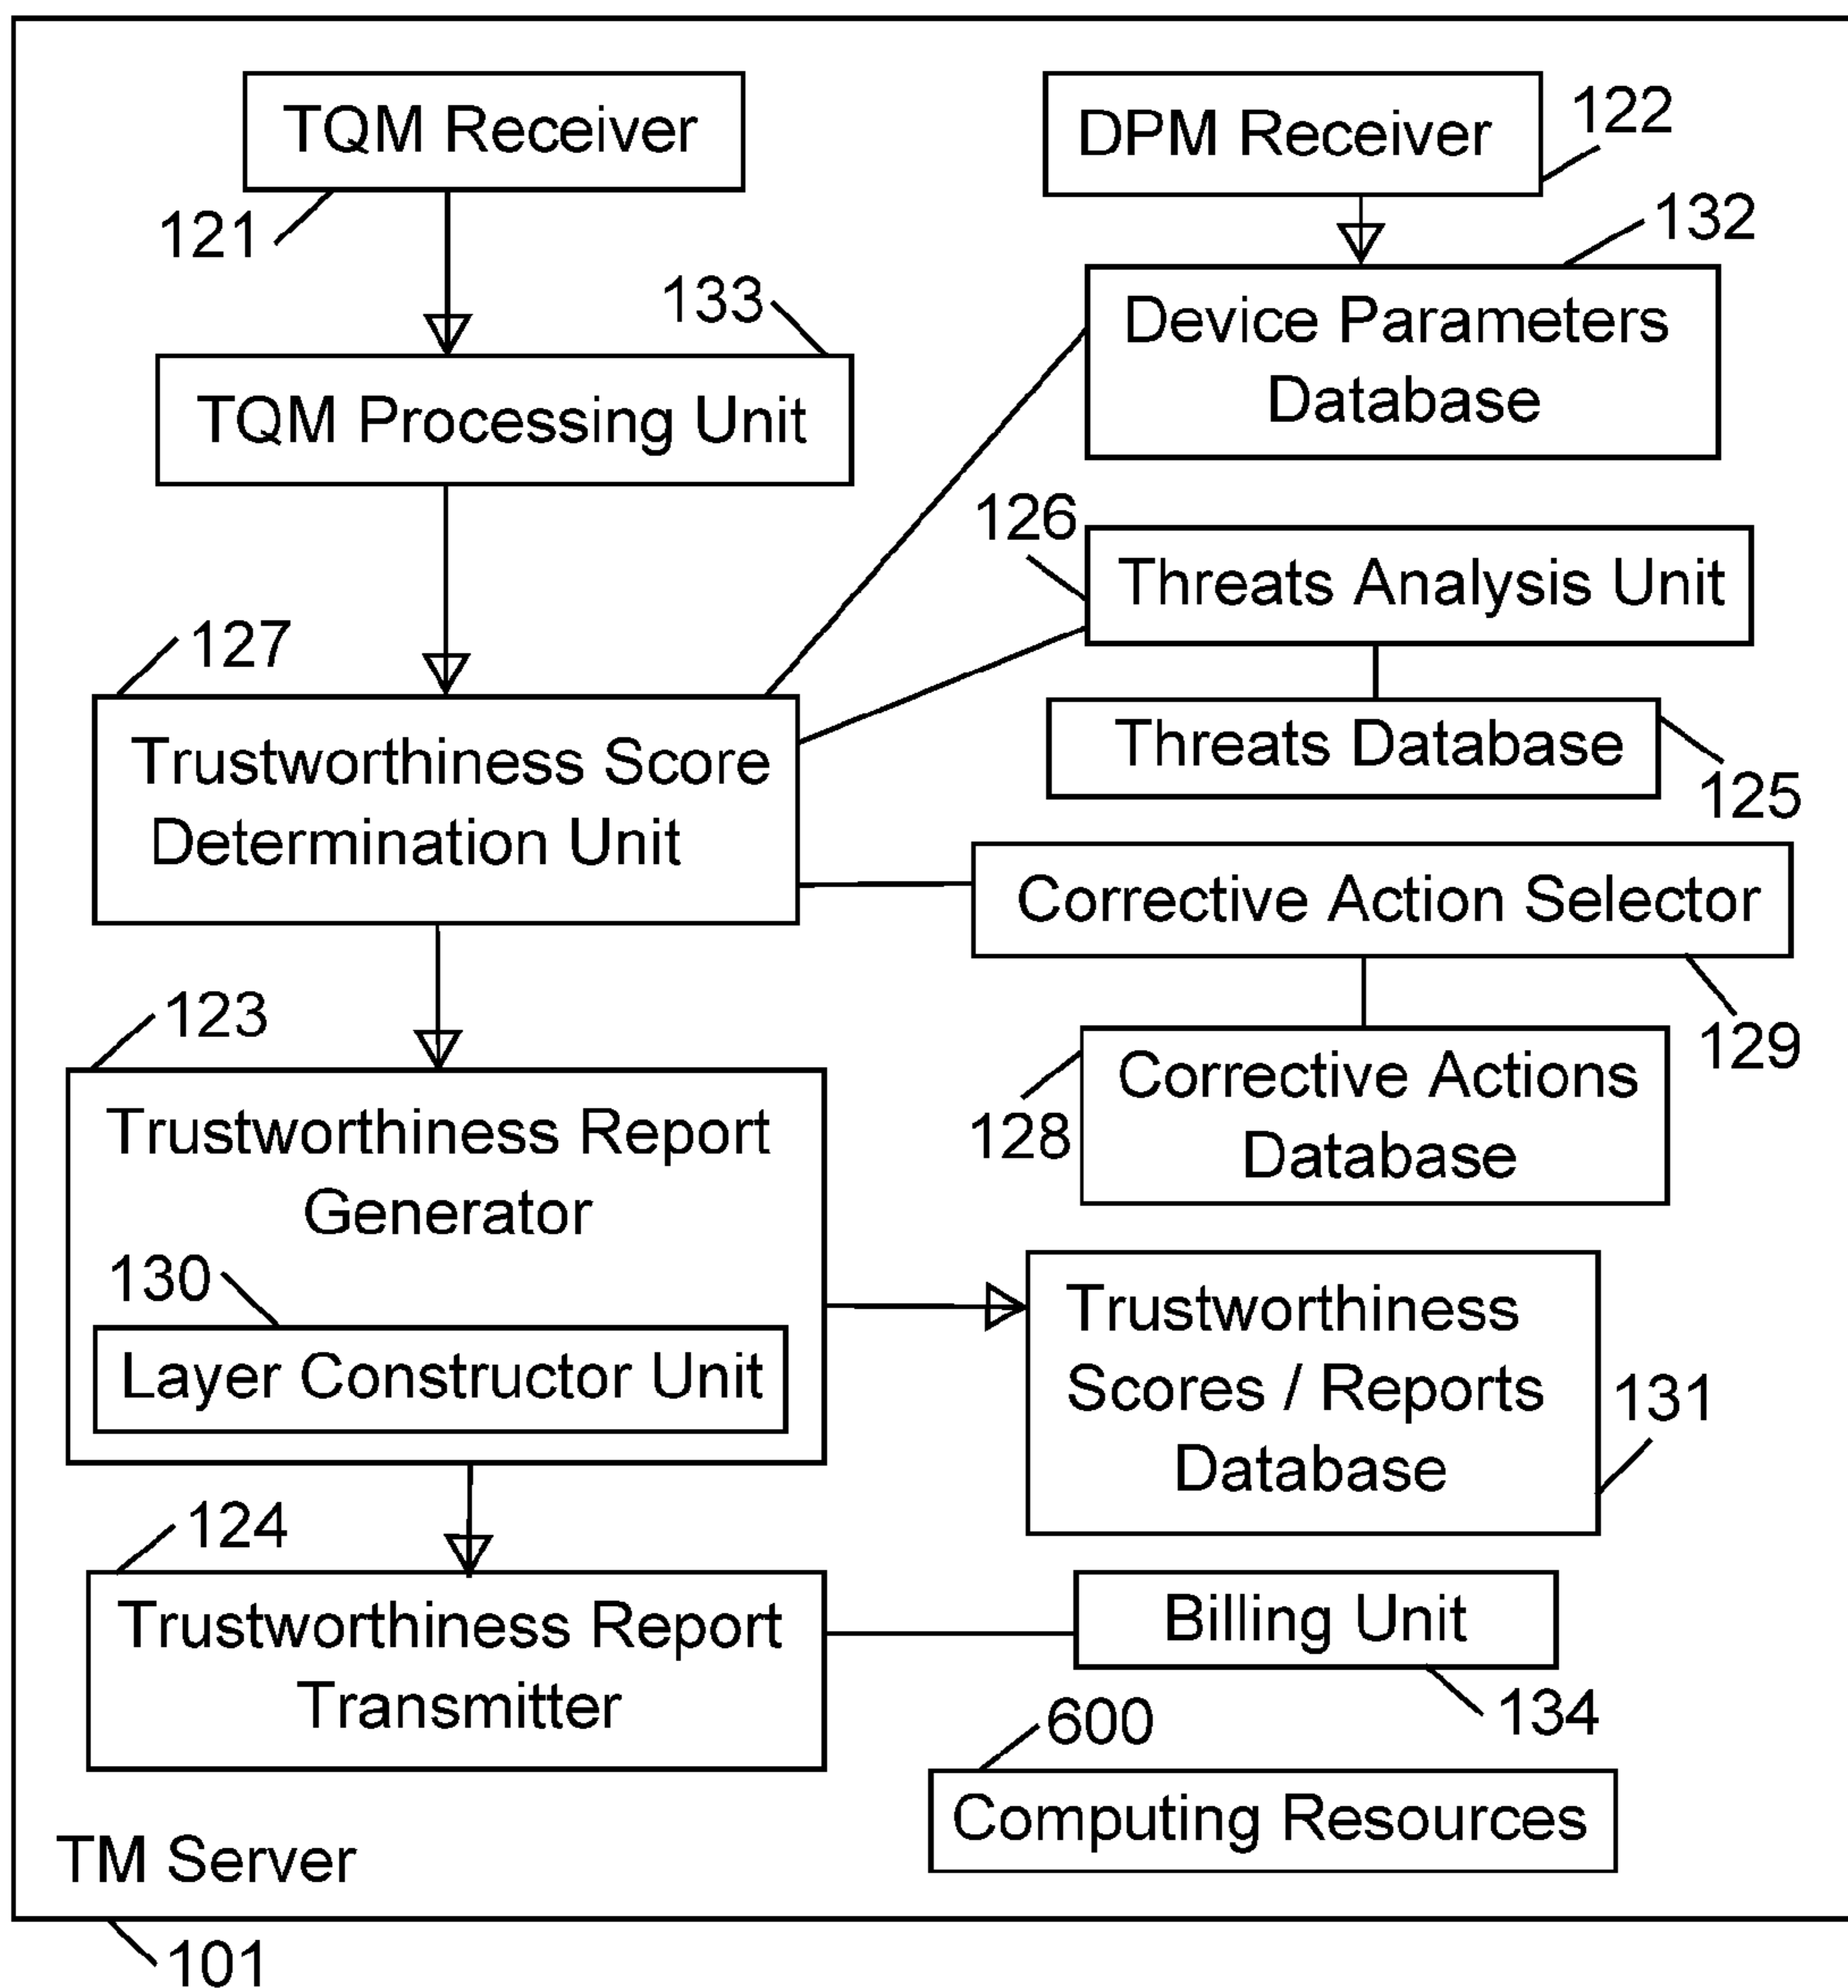 TQM Receiver
121
DPM Receiver
122
132
133
Device Parameters
Database
TQM Processing Unit
126
Threats Analysis Unit
127
Threats Database
125
Trustworthiness Score
Determination Unit
Corrective Action Selector
129
123
Corrective Actions
Database
128
Trustworthiness Report
Generator
130
Layer Constructor Unit
Trustworthiness
Scores / Reports
Database
131
124
Trustworthiness Report
Transmitter
Billing Unit
134
600
Computing Resources
TM Server
101